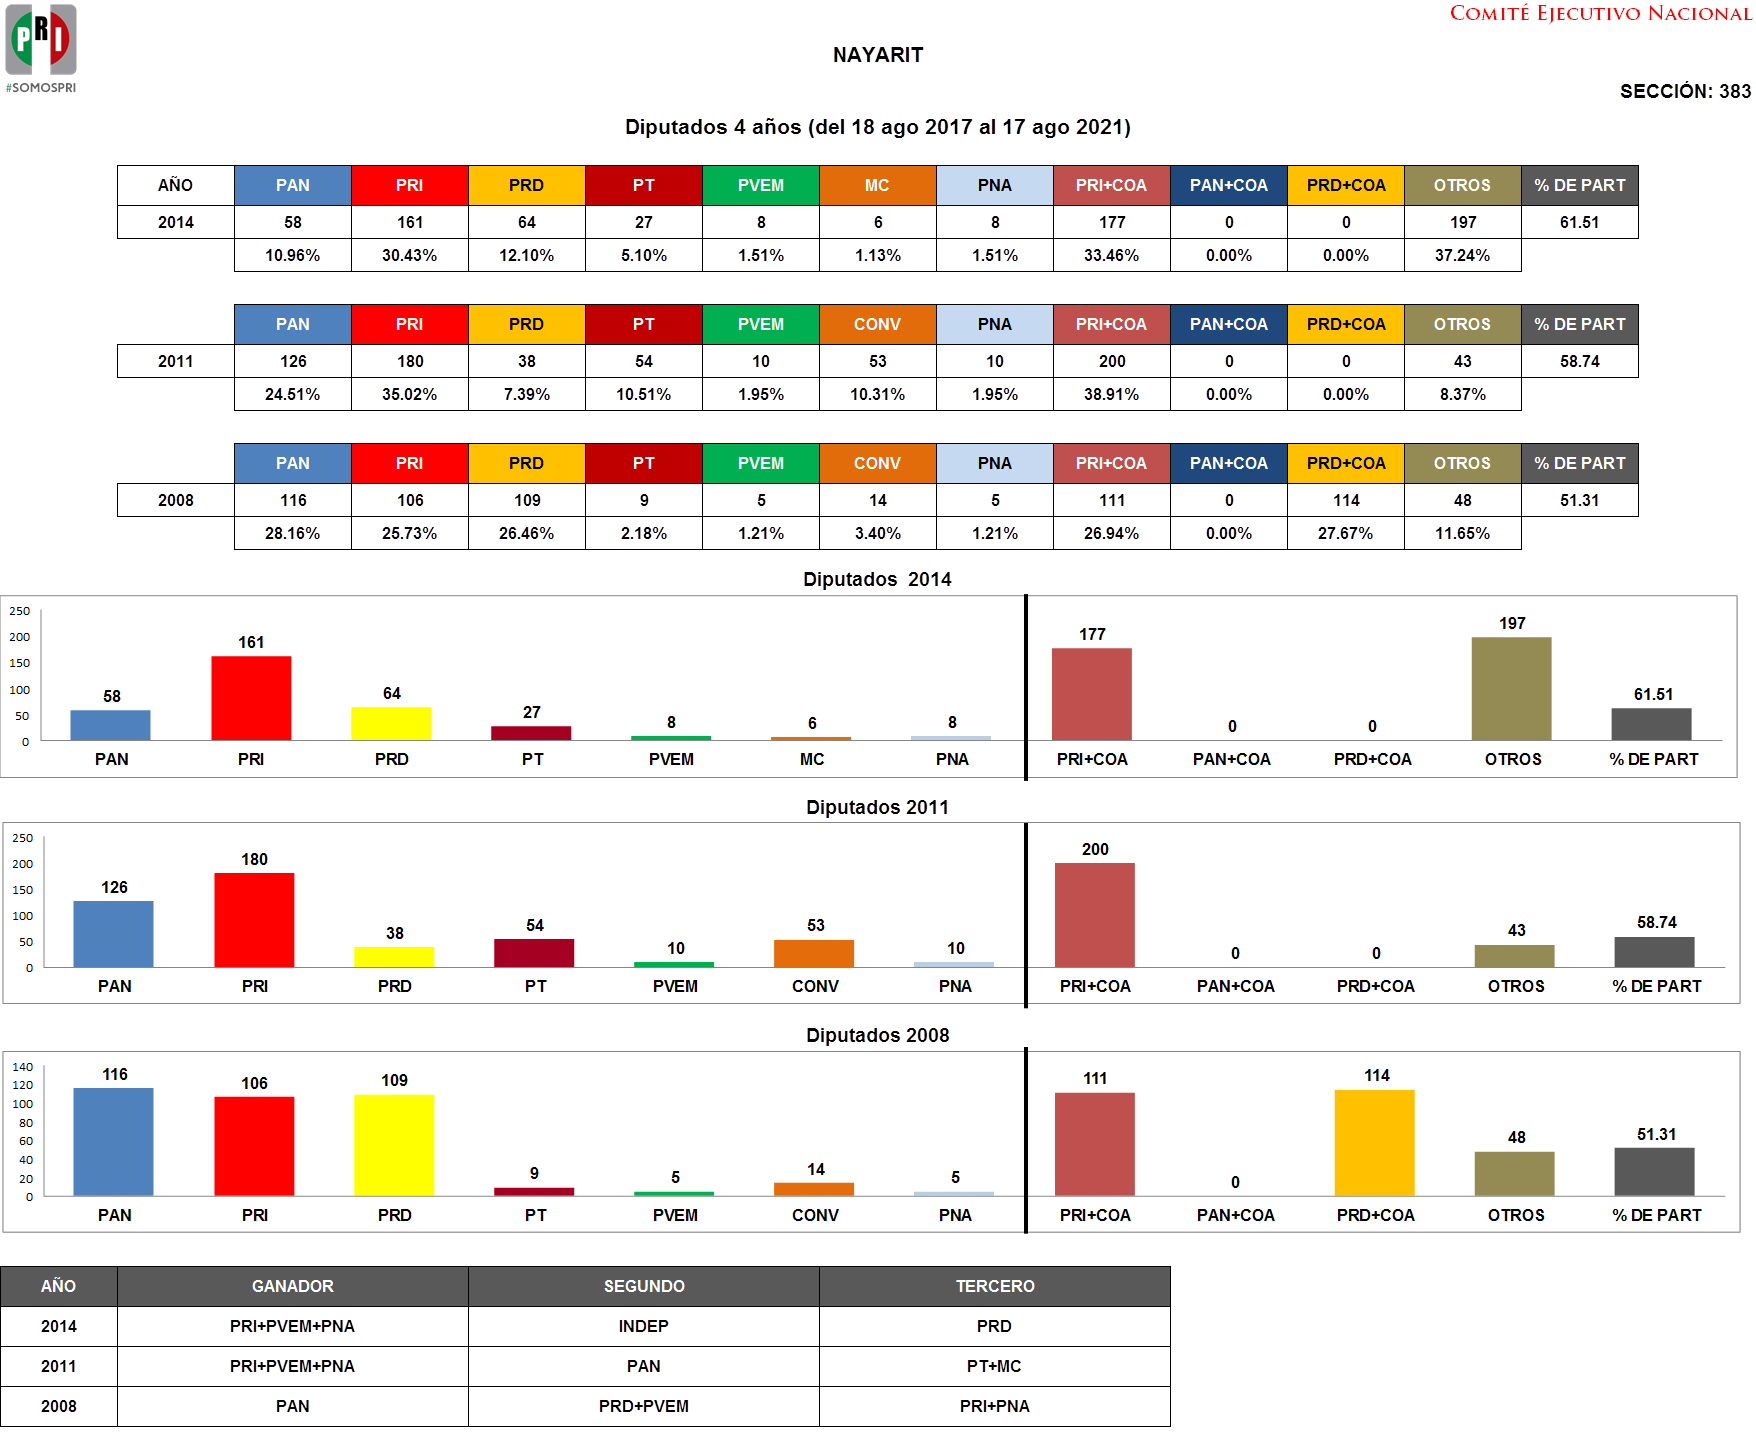 PRI
#SOMOSPRI
COMITÉ EJECUTIVO NACIONAL
NAYARIT
SECCIÓN: 383
Diputados 4 años (del 18 ago 2017 al 17 ago 2021)
AÑO PAN PRI PRD PT PVEM MC PNA PRI+COA PAN+COA PRD+COA OTROS % DE PART
2014 58 161 64 27 8 6 8 177 0 0 197 61.51
10.96% 30.43% 12.10% 5.10% 1.51% 1.13% 1.51% 33.46% 0.00% 0.00% 37.24%
PAN PRI PRD PT PVEM CONV PNA PRI+COA PAN+COA PRD+COA OTROS % DE PART
2011 126 180 38 54 10 53 10 200 0 0 43 58.74
24.51% 35.02% 7.39% 10.51% 1.95% 10.31% 1.95% 38.91% 0.00% 0.00% 8.37%
PAN PRI PRD PT PVEM CONV PNA PRI+COA PAN+COA PRD+COA OTROS % DE PART
2008 116 106 109 9 5 14 5 111 0 114 48 51.31
28.16% 25.73% 26.46% 2.18% 1.21% 3.40% 1.21% 26.94% 0.00% 27.67% 11.65%
Diputados 2014
250
200
150
100
50
0
58 161 64 27 8 6 8 177 0 0 197 61.51
PAN PRI PRD PT PVEM MC PNA PRI+COA PAN+COA PRD+COA OTROS % DE PART
Diputados 2011
250
200
150
100
50
0
126 180 38 54 10 53 10 200 0 0 43 58.74
PAN PRI PRD PT PVEM CONV PNA PRI+COA PAN+COA PRD+COA OTROS % DE PART
Diputados 2008
140
120
100
80
60
40
20
0
116 106 109 9 5 14 5 111 0 114 48 51.31
PAN PRI PRD PT PVEM CONV PNA PRI+COA PAN+COA PRD+COA OTROS % DE PART
AÑO GANADOR SEGUNDO TERCERO
2014 PRI+PVEM+PNA INDEP PRD
2011 PRI+PVEM+PNA PAN PT+MC
2008 PAN PRD+PVEM PRI+PNA